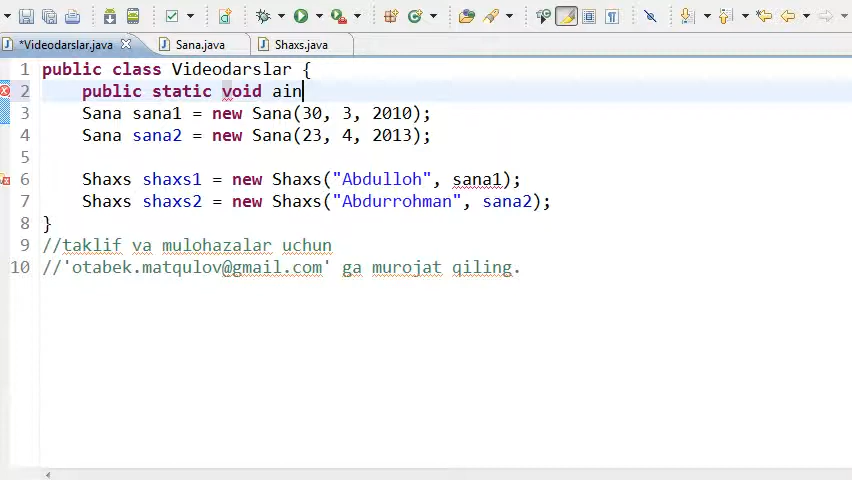 *Videodarslar.java Sana.java Shaxs.java
1 public class Videodarslar {
2 public static void ain
3 Sana sana1 = new Sana(30, 3, 2010);
4 Sana sana2 = new Sana(23, 4, 2013);
5
6 Shaxs shaxs1 = new Shaxs("Abdulloh", sana1);
7 Shaxs shaxs2 = new Shaxs("Abdurrohman", sana2);
8 }
9 //taklif va mulohazalar uchun
10 //'otabek.matqulov@gmail.com' ga murojat qiling.